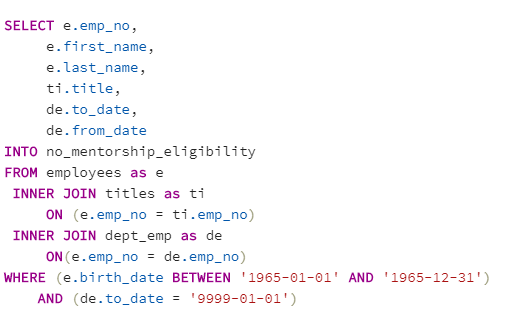 SELECT e.emp_no,
e.first_name,
e.last_name,
ti.title,
de.to_date,
de.from_date
INTO no_mentorship_eligibility
FROM employees as e
INNER JOIN titles as ti
ON (e.emp_no = ti.emp_no)
INNER JOIN dept_emp as de
ON(e.emp_no = de.emp_no)
WHERE (e.birth_date BETWEEN '1965-01-01' AND '1965-12-31')
AND (de.to_date = '9999-01-01')